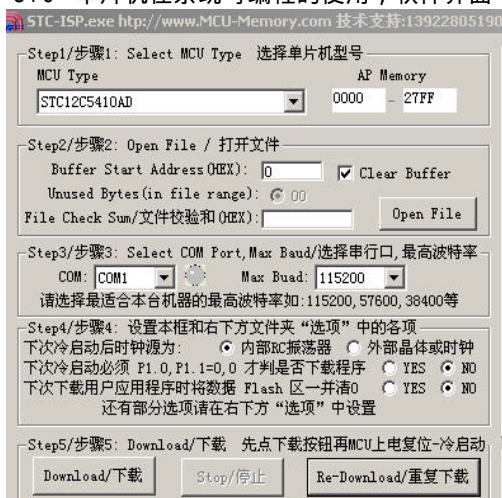 STC-ISP.exe http://www.MCU-Memory.com 技术支持:13922805190
Step1/步骤1: Select MCU Type 选择单片机型号
MCU Type AP Memory
STC12C5410AD 0000 - 27FF
Step2/步骤2: Open File / 打开文件
Buffer Start Address(HEX): 0 Clear Buffer
Unused Bytes(in file range): 00
File Check Sum/文件校验和(HEX): Open File
Step3/步骤3: Select COM Port,Max Baud/选择串行口,最高波特率
COM: COM1 Max Buad: 115200
请选择最适合本台机器的最高波特率如:115200,57600,38400等
Step4/步骤4: 设置本框和右下方文件夹“选项”中的各项
下次冷启动后时钟源为: 内部RC振荡器 外部晶体或时钟
下次冷启动必须 P1.0,P1.1=0,0 才判是否下载程序 YES NO
下次下载用户应用程序时将数据 Flash 区一并清0 YES NO
还有部分选项请在右下方“选项”中设置
Step5/步骤5: Download/下载 先点下载按钮再MCU上电复位-冷启动
Download/下载 Stop/停止 Re-Download/重复下载